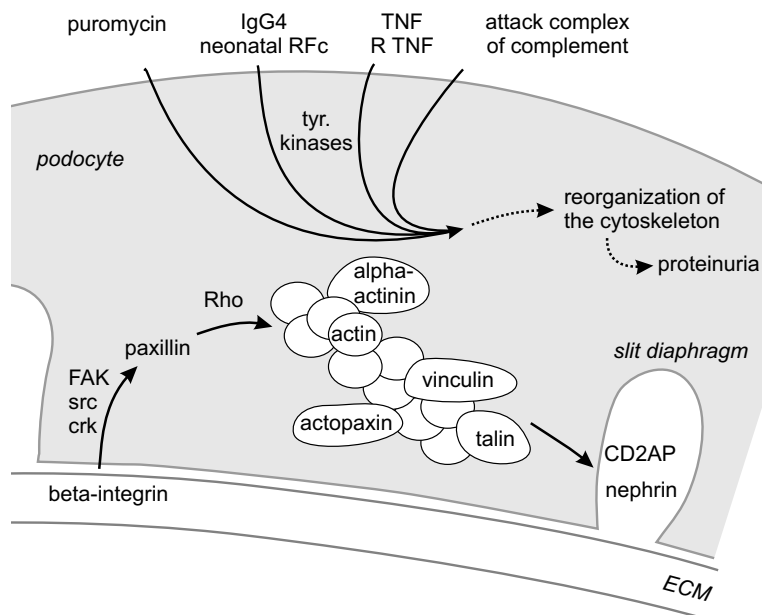 puromycin
IgG4
neonatal RFc
TNF
R TNF
attack complex
of complement
tyr.
kinases
podocyte
reorganization of
the cytoskeleton
proteinuria
alpha-
actinin
Rho
actin
paxillin
slit diaphragm
FAK
src
crk
vinculin
actopaxin
talin
CD2AP
nephrin
beta-integrin
ECM